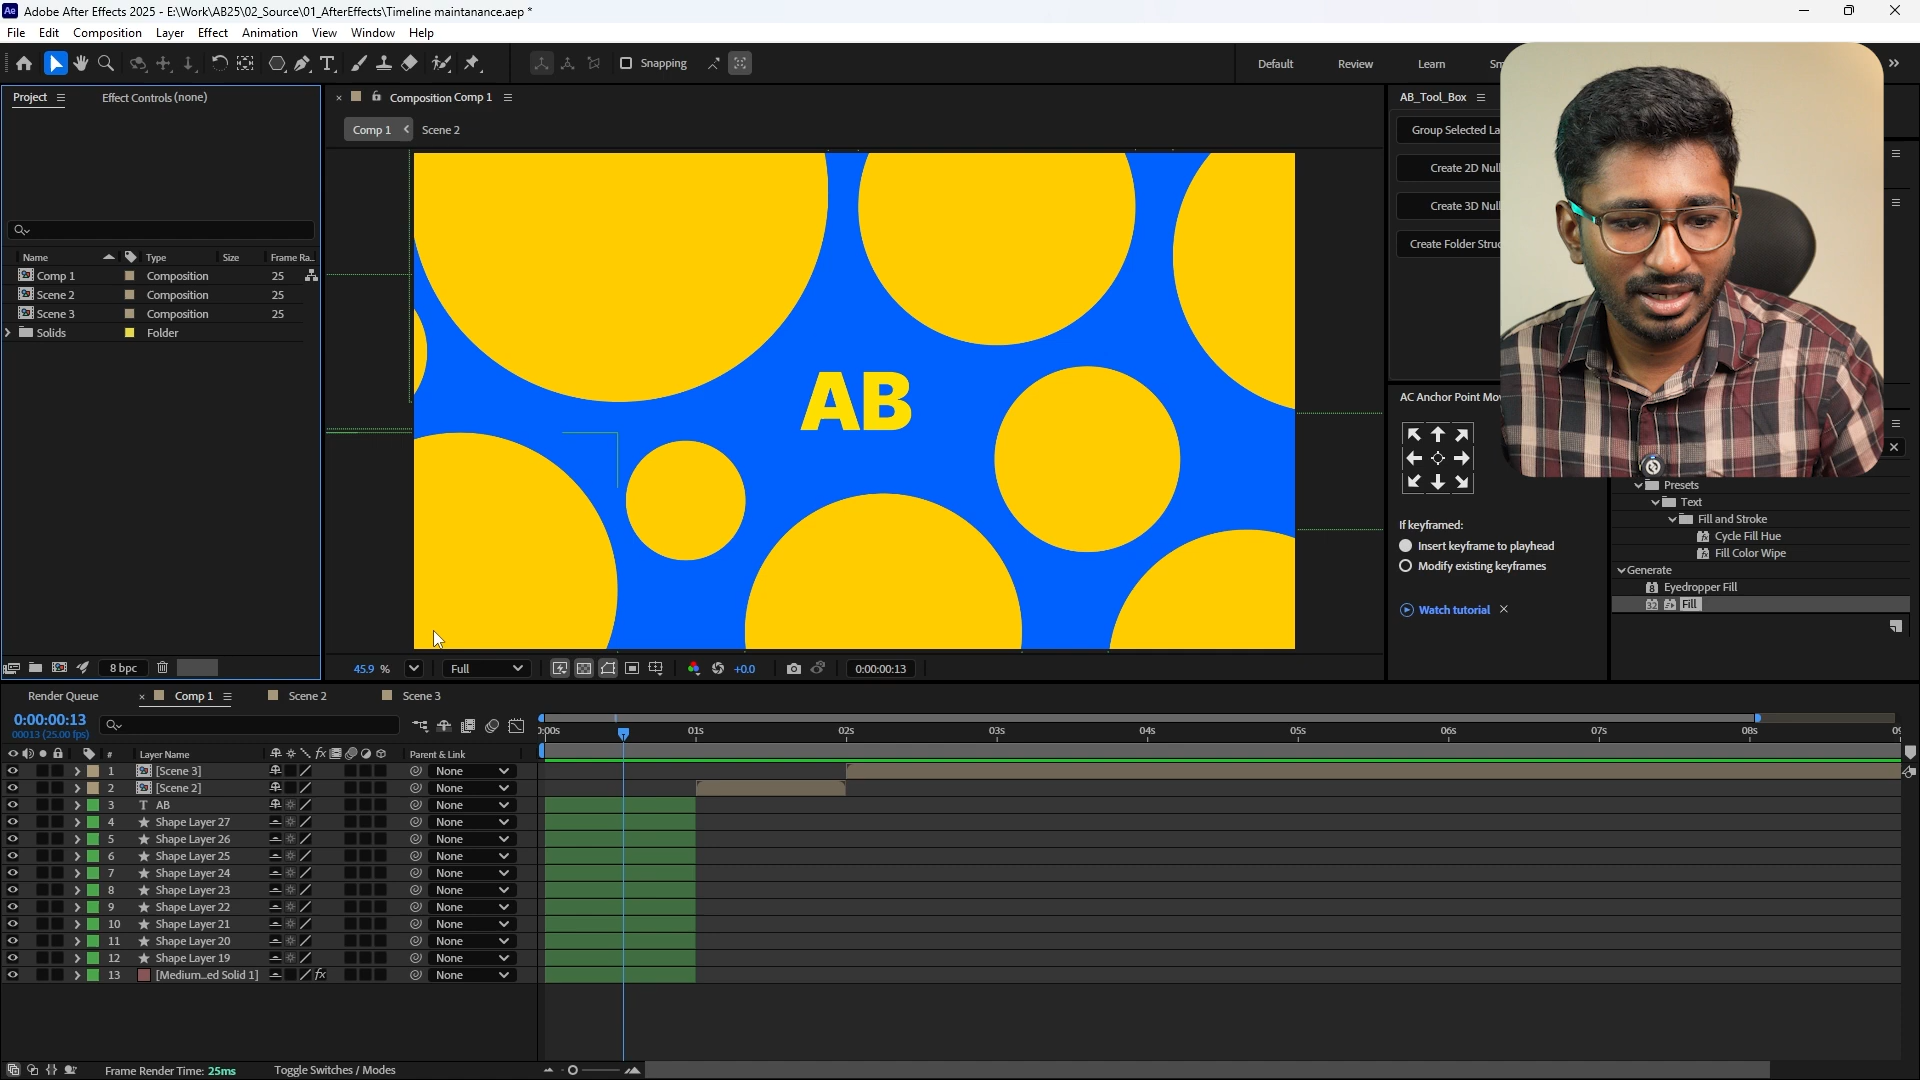 Adobe After Effects 2025 - E:\Work\AB25\02_Source\01_AfterEffects\Timeline maintanance.aep *
File Edit Composition Layer Effect Animation View Window Help
Snapping
Default Review Learn
Project Effect Controls (none)
Composition Comp 1
Comp 1 Scene 2
AB_Tool_Box
Group Selected
Create 2D
Create 3D
Create Folder
Name Type Size Frame Ra...
Comp 1 Composition 25
Scene 2 Composition 25
Scene 3 Composition 25
Solids Folder
AB
AC Anchor Point
If keyframed:
Insert keyframe to playhead
Modify existing keyframes
Watch tutorial
Presets
Text
Fill and Stroke
Cycle Fill Hue
Fill Color Wipe
Generate
Eyedropper Fill
Fill
8 bpc
45.9 % Full +0.0 0:00:00:13
Render Queue Comp 1 Scene 2 Scene 3
0:00:00:13
00013 (25.00 fps)
01s 02s 03s 04s 05s 06s 07s 08s
# Layer Name Parent & Link
1 [Scene 3] None
2 [Scene 2] None
3 T AB None
4 Shape Layer 27 None
5 Shape Layer 26 None
6 Shape Layer 25 None
7 Shape Layer 24 None
8 Shape Layer 23 None
9 Shape Layer 22 None
10 Shape Layer 21 None
11 Shape Layer 20 None
12 Shape Layer 19 None
13 [Medium...ed Solid 1] fx None
Frame Render Time: 25ms Toggle Switches / Modes